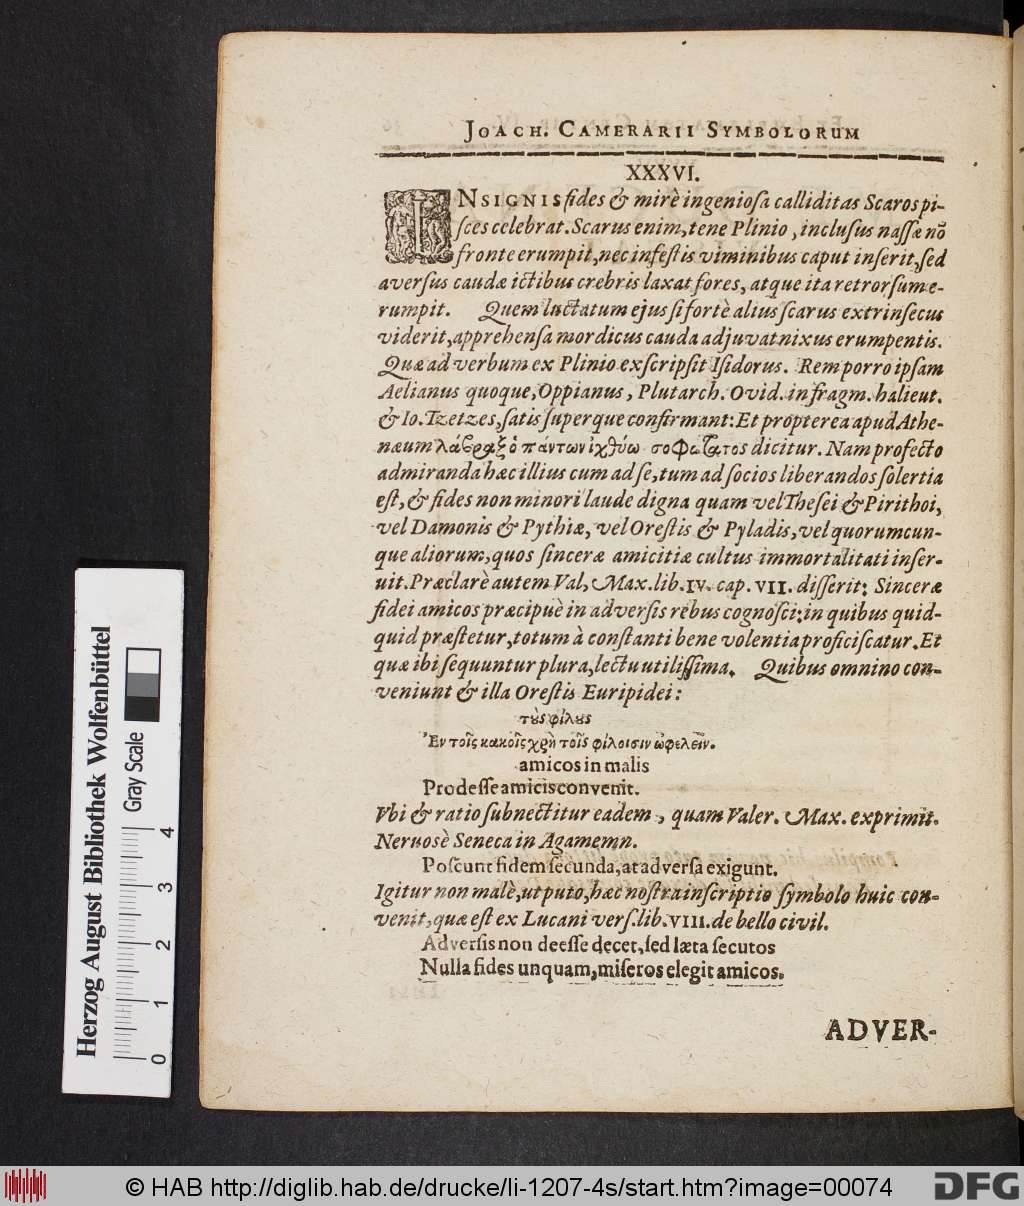 JOACH. CAMERARII SYMBOLORUM
XXXVI.
INSIGNIS fides & mirè ingeniosa calliditas Scaros pi-
sces celebrat. Scarus enim, tene Plinio, inclusus nassæ nõ
fronte erumpit, nec infestis viminibus caput inserit, sed
aversus caudæ ictibus crebris laxat fores, atque ita retrorsum e-
rumpit. Quem luctatum ejus si fortè alius scarus extrinsecus
viderit, apprehensa mordicus cauda adjuvat nixus erumpentis.
Quæ ad verbum ex Plinio exscripsit Isidorus. Rem porro ipsam
Aelianus quoque, Oppianus, Plutarch. Ovid. in fragm. halieut.
& Io. Tzetzes, satis superque confirmant: Et propterea apud Athe-
næum λάβραξ ὁ πάντων ἰχθύω σοφώτατος dicitur. Nam profecto
admiranda hæc illius cum ad se, tum ad socios liberandos solertia
est, & fides non minori laude digna quam vel Thesei & Pirithoi,
vel Damonis & Pythiæ, vel Orestis & Pyladis, vel quorumcun-
que aliorum, quos sinceræ amicitiæ cultus immortalitati inser-
uit. Præclarè autem Val, Max. lib. IV. cap. VII. disserit: Sinceræ
fidei amicos præcipuè in adversis rebus cognosci: in quibus quid-
quid præstetur, totum à constanti bene volentia proficiscatur. Et
quæ ibi sequuntur plura, lectu utilissima. Quibus omnino con-
veniunt & illa Orestis Euripidei:
τȣ̀ς φίλȣς
Ἐν τοῖς κακοῖς χρὴ τοῖς φίλοισιν ὠφελεῖν.
amicos in malis
Prodesse amicis convenit.
Vbi & ratio subnectitur eadem, quam Valer. Max. exprimit.
Neruosè Seneca in Agamemn.
Poscunt fidem secunda, at adversa exigunt.
Igitur non malè, ut puto, hæc nostra inscriptio symbolo huic con-
venit, quæ est ex Lucani vers. lib. VIII. de bello civil.
Adversis non deesse decet, sed læta secutos
Nulla fides unquam, miseros elegit amicos.
ADVER-
Herzog August Bibliothek Wolfenbüttel
Gray Scale
0 1 2 3 4
© HAB http://diglib.hab.de/drucke/li-1207-4s/start.htm?image=00074
DFG